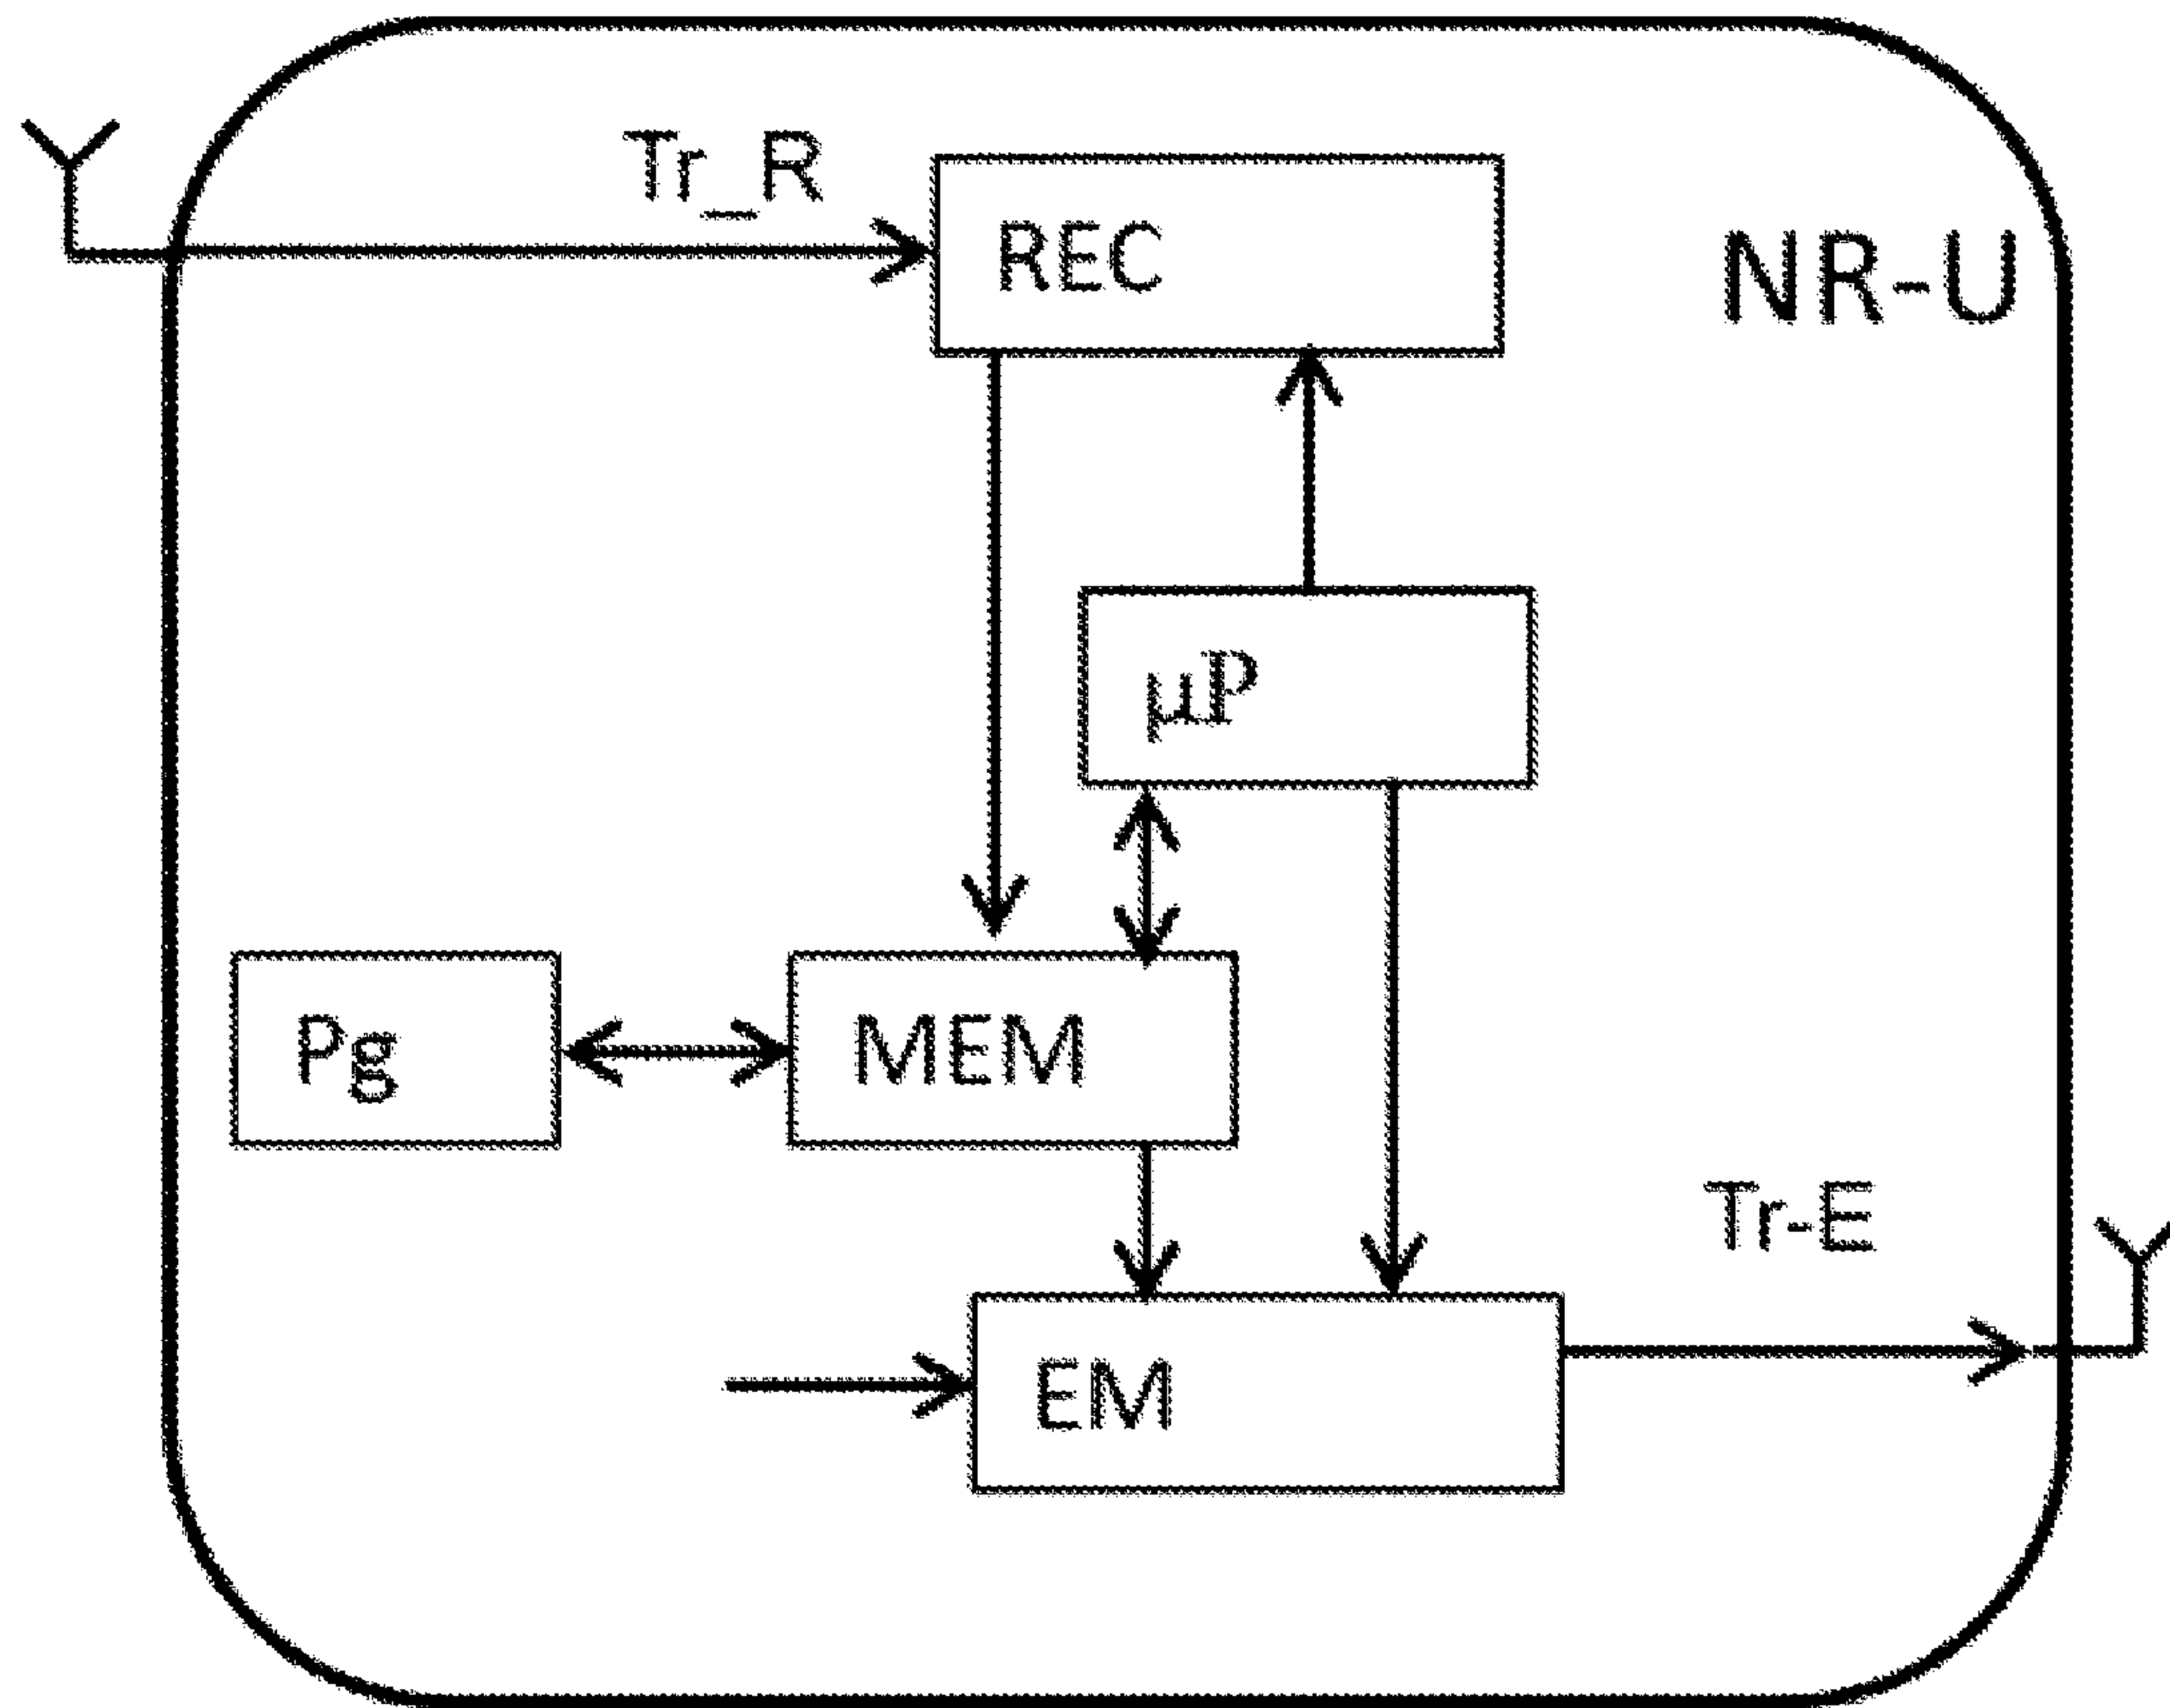 Tr_R
REC
NR-U
µP
Pg
MEM
Tr-E
EM